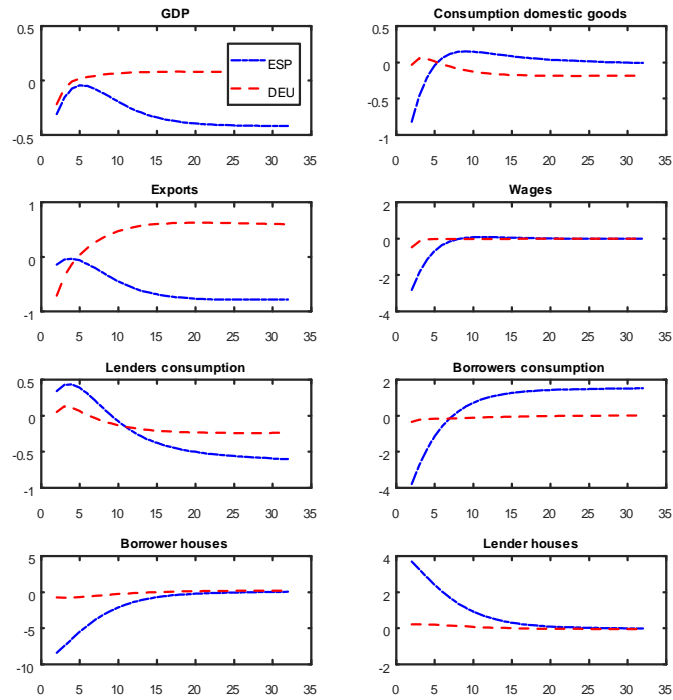 GDP
0.5
0
-0.5
0 5 10 15 20 25 30 35
ESP
DEU
Consumption domestic goods
0.5
0
-0.5
-1
0 5 10 15 20 25 30 35
Exports
1
0
-1
0 5 10 15 20 25 30 35
Wages
2
0
-2
-4
0 5 10 15 20 25 30 35
Lenders consumption
0.5
0
-0.5
-1
0 5 10 15 20 25 30 35
Borrowers consumption
2
0
-2
-4
0 5 10 15 20 25 30 35
Borrower houses
5
0
-5
-10
0 5 10 15 20 25 30 35
Lender houses
4
2
0
-2
0 5 10 15 20 25 30 35